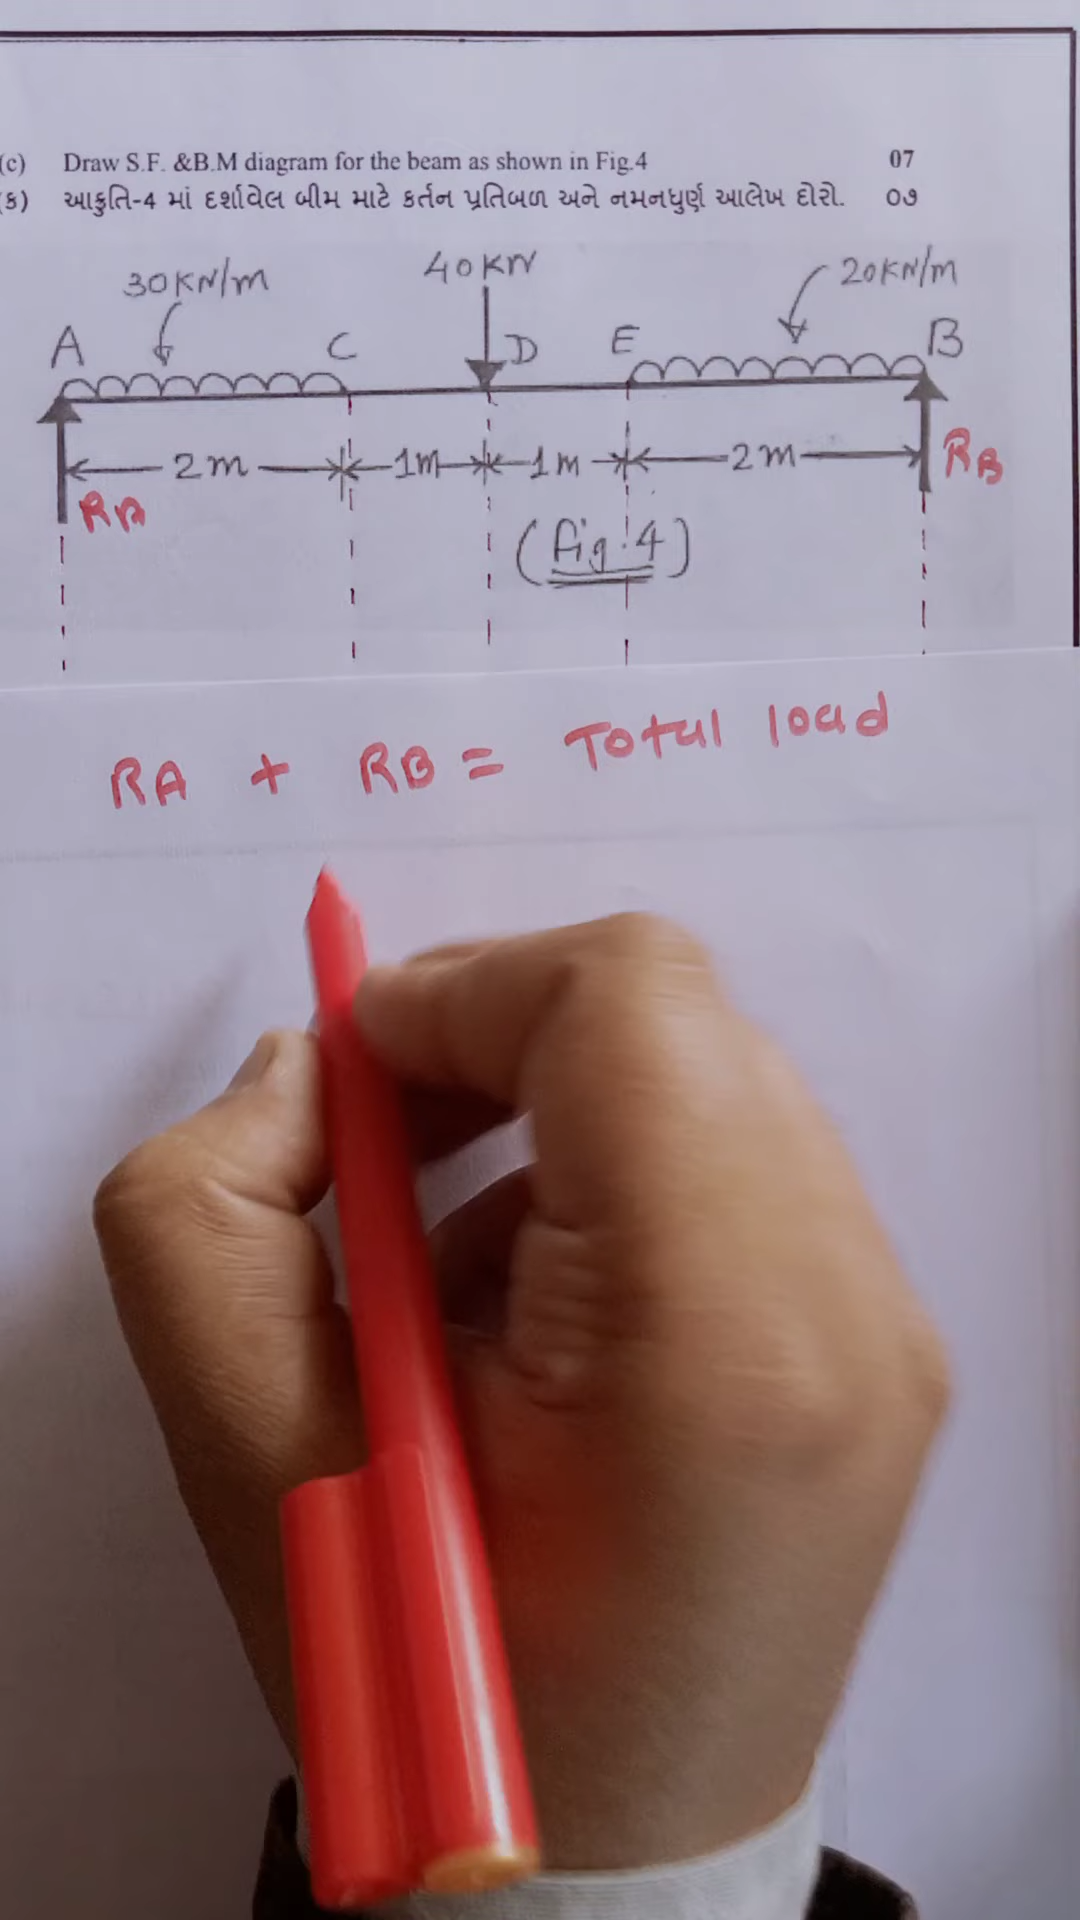 (c) Draw S.F. &B.M diagram for the beam as shown in Fig.4 07
(ક) આકૃતિ-4 માં દર્શાવેલ બીમ માટે કર્તન પ્રતિબળ અને નમનઘુર્ણ આલેખ દોરો. ૦૭
30KN/m 40KN 20KN/m
A C D E B
2m 1m 1m 2m
RA RB
(Fig.4)
RA + RB = Total load